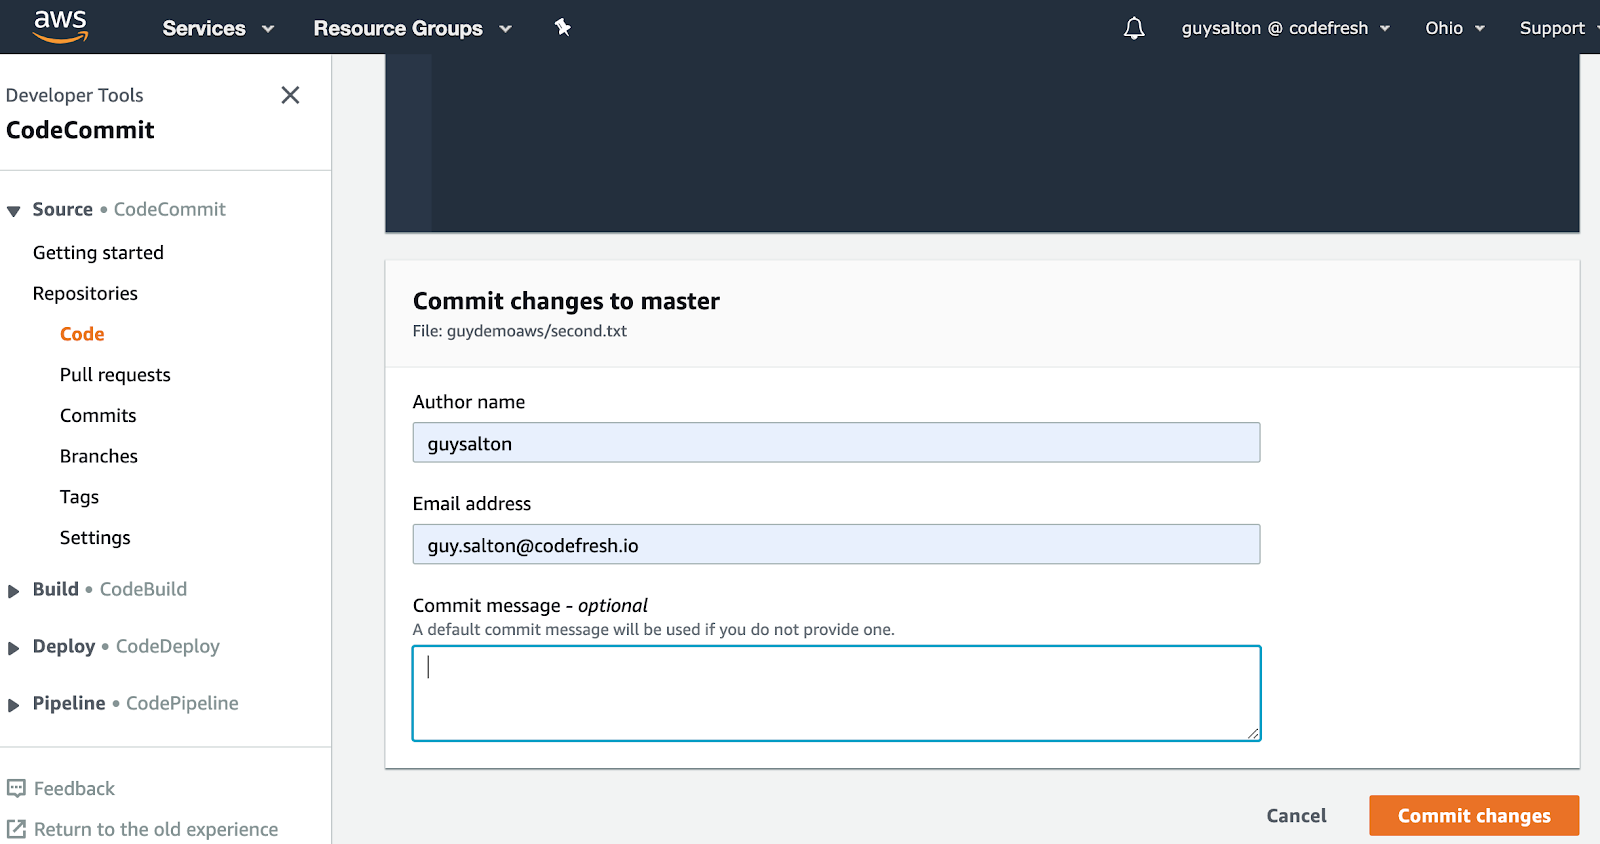 aws
Services
Resource Groups
guysalton @ codefresh
Ohio
Support
Developer Tools
CodeCommit
Source • CodeCommit
Getting started
Repositories
Code
Pull requests
Commits
Branches
Tags
Settings
Build • CodeBuild
Deploy • CodeDeploy
Pipeline • CodePipeline
Feedback
Return to the old experience
Commit changes to master
File: guydemoaws/second.txt
Author name
guysalton
Email address
guy.salton@codefresh.io
Commit message - optional
A default commit message will be used if you do not provide one.
Cancel
Commit changes